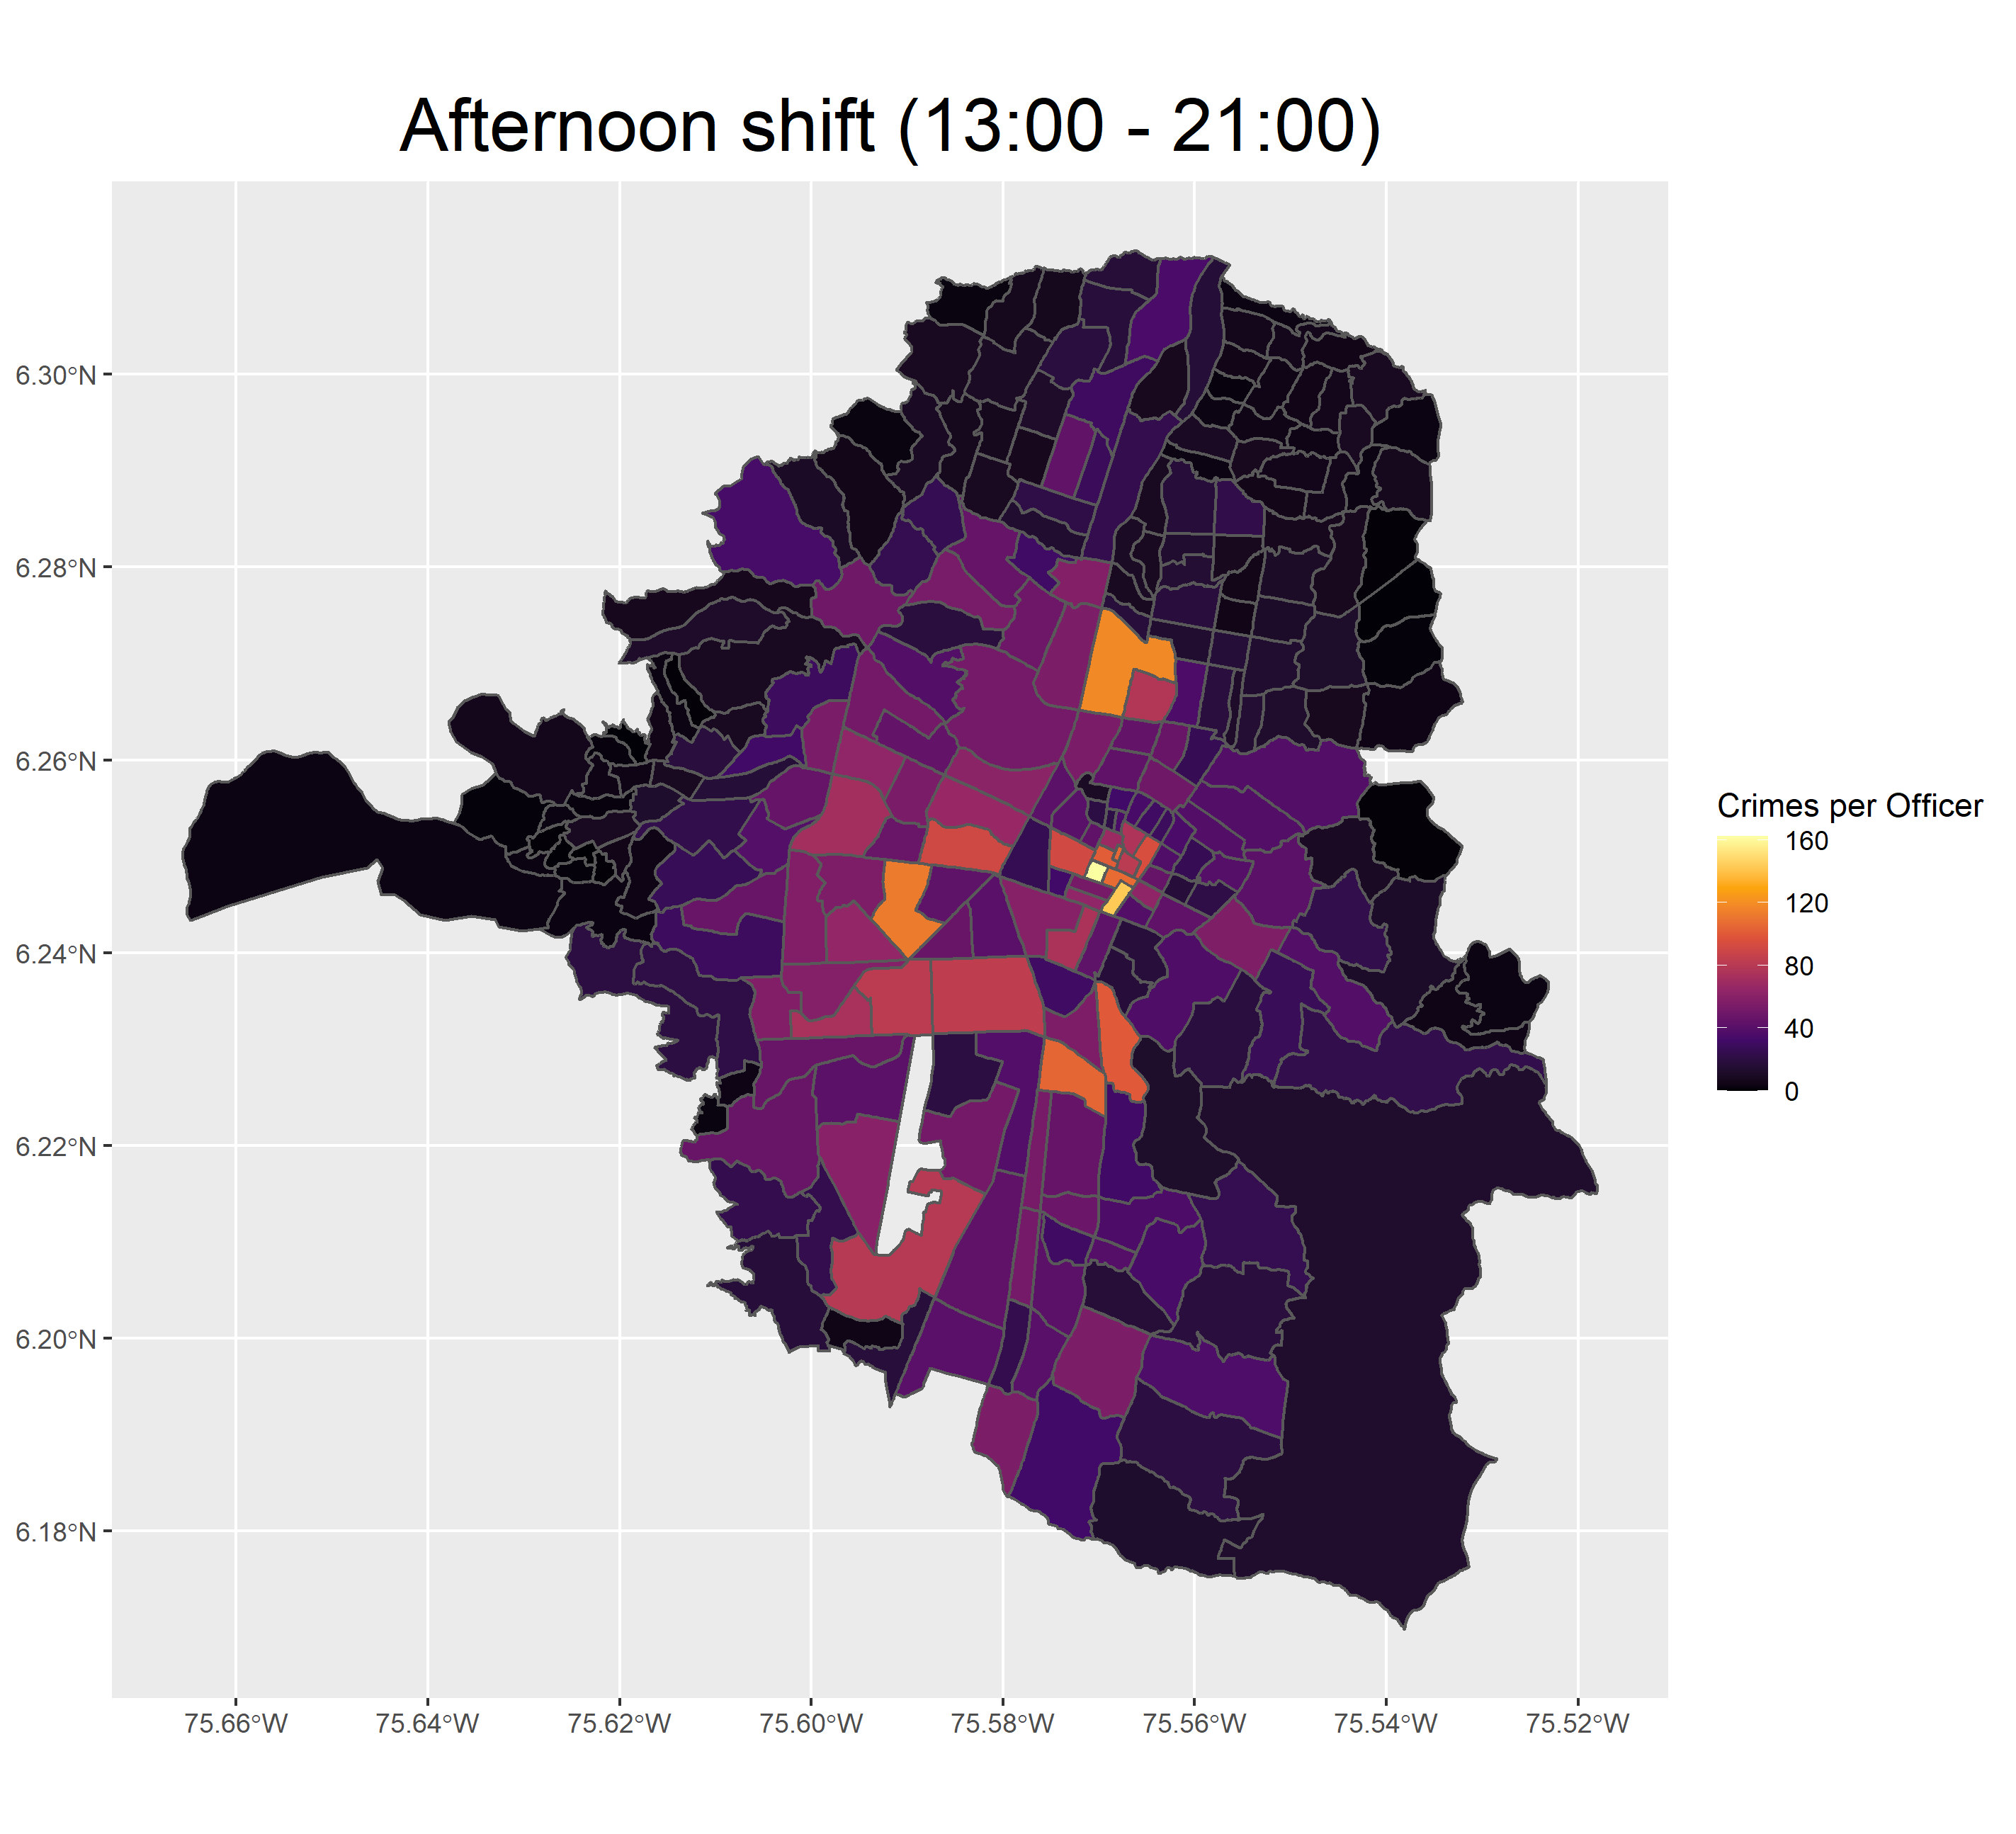 Afternoon shift (13:00 - 21:00)
6.30°N
6.28°N
6.26°N
6.24°N
6.22°N
6.20°N
6.18°N
75.66°W
75.64°W
75.62°W
75.60°W
75.58°W
75.56°W
75.54°W
75.52°W
Crimes per Officer
160
120
80
40
0